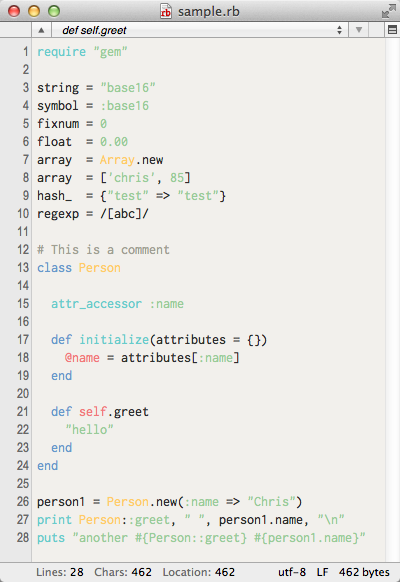 sample.rb
def self.greet
1 require "gem"
2
3 string = "base16"
4 symbol = :base16
5 fixnum = 0
6 float  = 0.00
7 array  = Array.new
8 array  = ['chris', 85]
9 hash_  = {"test" => "test"}
10 regexp = /[abc]/
11
12 # This is a comment
13 class Person
14
15   attr_accessor :name
16
17   def initialize(attributes = {})
18     @name = attributes[:name]
19   end
20
21   def self.greet
22     "hello"
23   end
24 end
25
26 person1 = Person.new(:name => "Chris")
27 print Person::greet, " ", person1.name, "\n"
28 puts "another #{Person::greet} #{person1.name}"
Lines: 28 Chars: 462 Location: 462 utf-8 LF 462 bytes